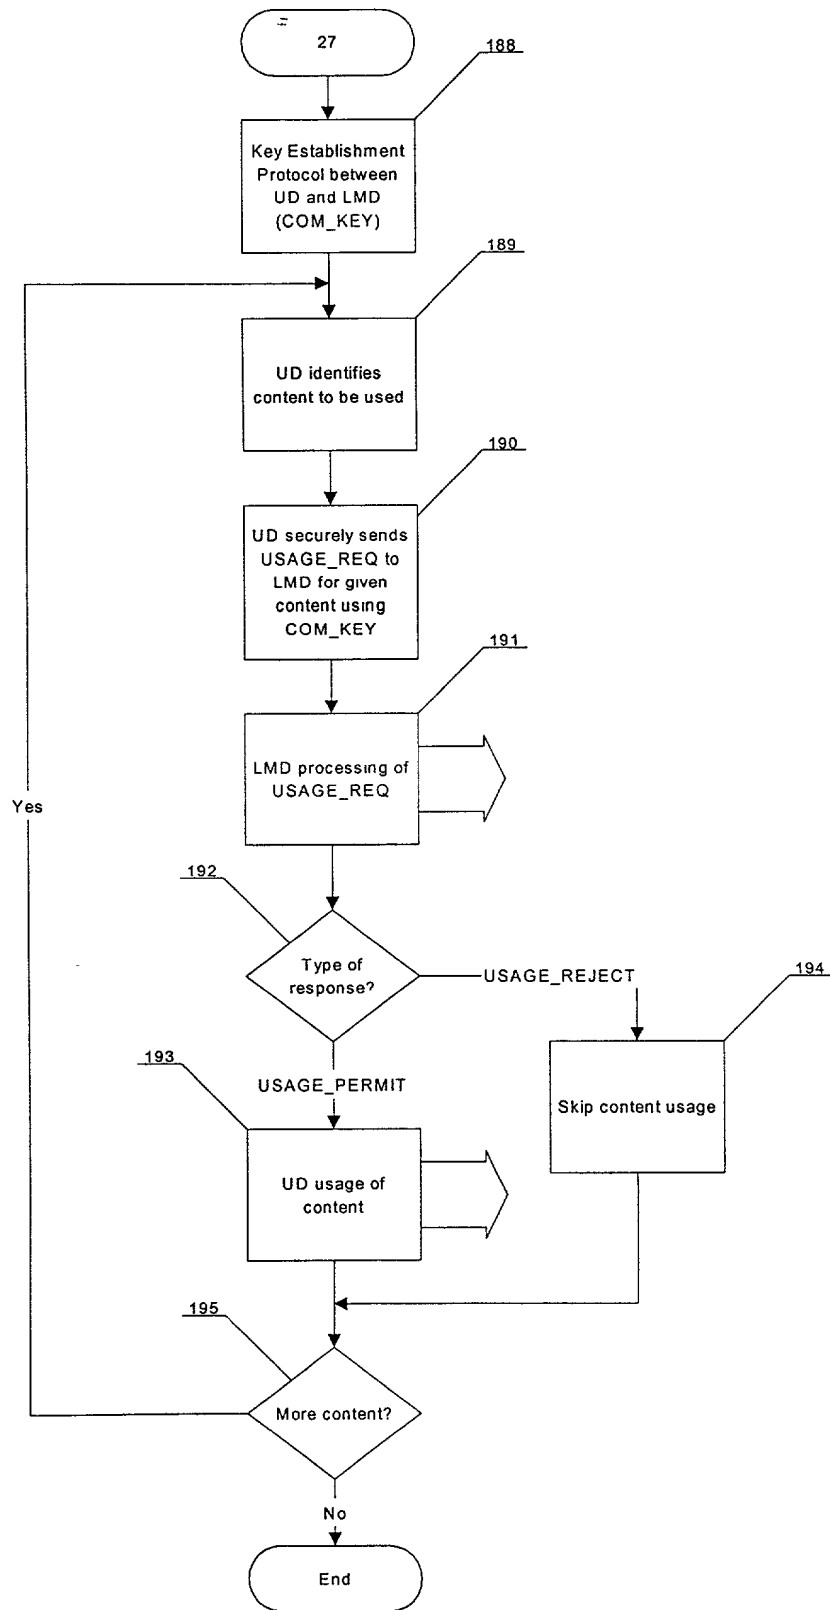 27
188
Key Establishment
Protocol between
UD and LMD
(COM_KEY)
189
UD identifies
content to be used
190
UD securely sends
USAGE_REQ to
LMD for given
content using
COM_KEY
191
LMD processing of
USAGE_REQ
Yes
192
Type of
response?
USAGE_REJECT
194
193
USAGE_PERMIT
Skip content usage
UD usage of
content
195
More content?
No
End